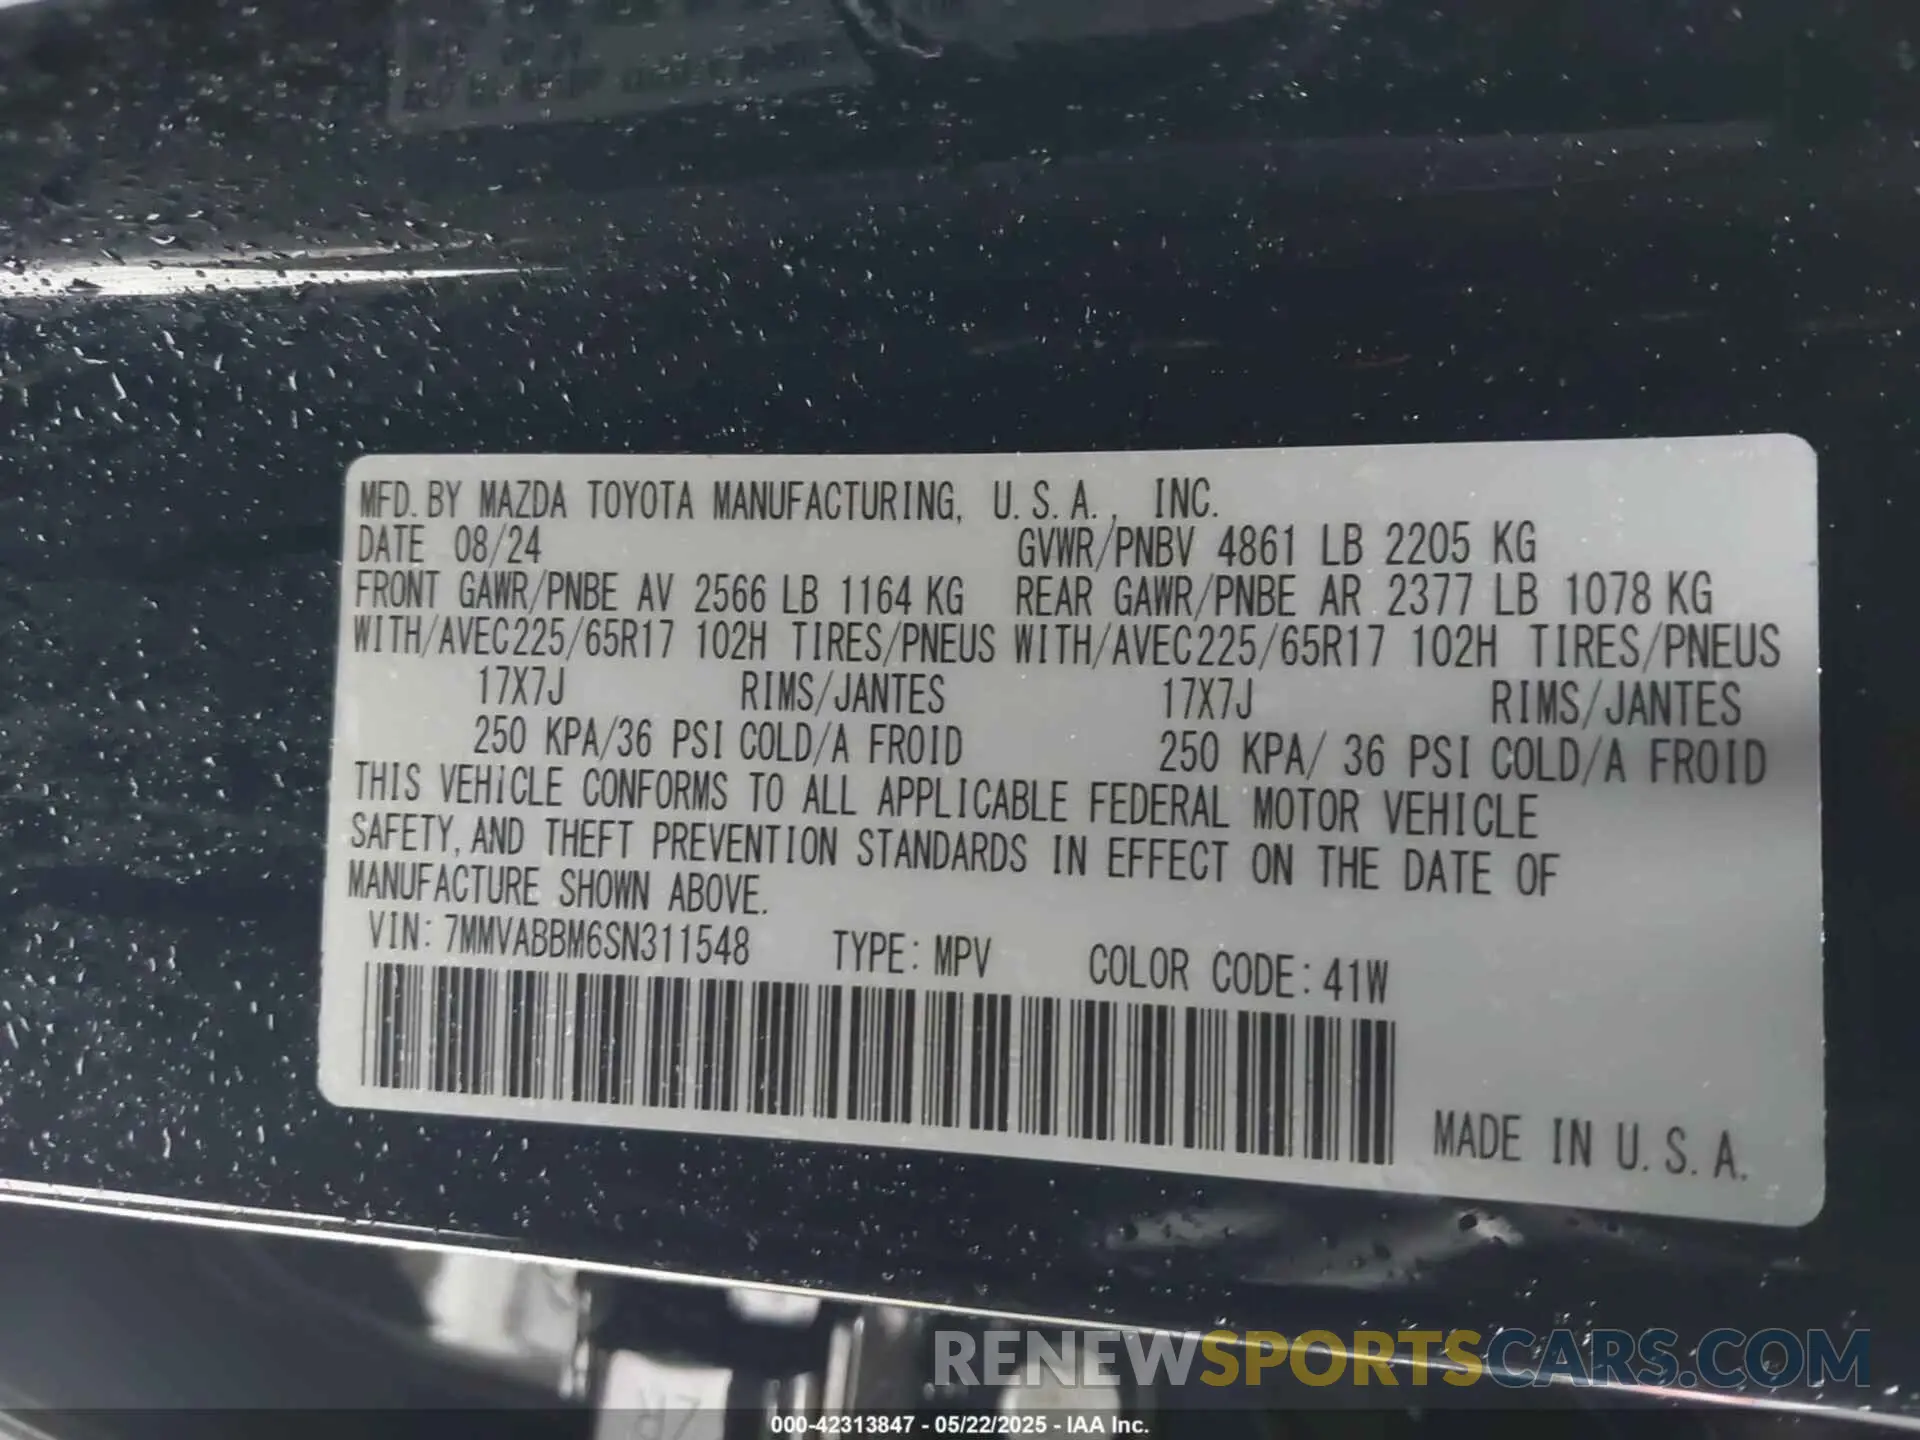 MFD. BY MAZDA TOYOTA MANUFACTURING, U.S.A., INC.
DATE 08/24 GVWR/PNBV 4861 LB 2205 KG
FRONT GAWR/PNBE AV 2566 LB 1164 KG REAR GAWR/PNBE AR 2377 LB 1078 KG
WITH/AVEC225/65R17 102H TIRES/PNEUS WITH/AVEC225/65R17 102H TIRES/PNEUS
17X7J RIMS/JANTES 17X7J RIMS/JANTES
250 KPA/36 PSI COLD/A FROID 250 KPA/ 36 PSI COLD/A FROID
THIS VEHICLE CONFORMS TO ALL APPLICABLE FEDERAL MOTOR VEHICLE
SAFETY, AND THEFT PREVENTION STANDARDS IN EFFECT ON THE DATE OF
MANUFACTURE SHOWN ABOVE.
VIN: 7MMVABBM6SN311548 TYPE: MPV COLOR CODE: 41W
MADE IN U.S.A.
RENEWSPORTSCARS.COM
000-42313847 - 05/22/2025 - IAA Inc.